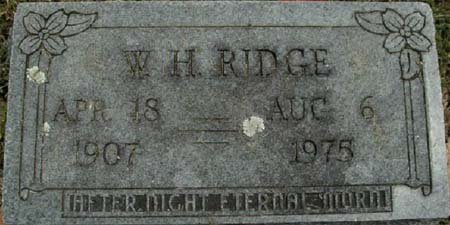 W. H. RIDGE
APR 18 — AUG 6
1907 1975
AFTER NIGHT ETERNAL MORN